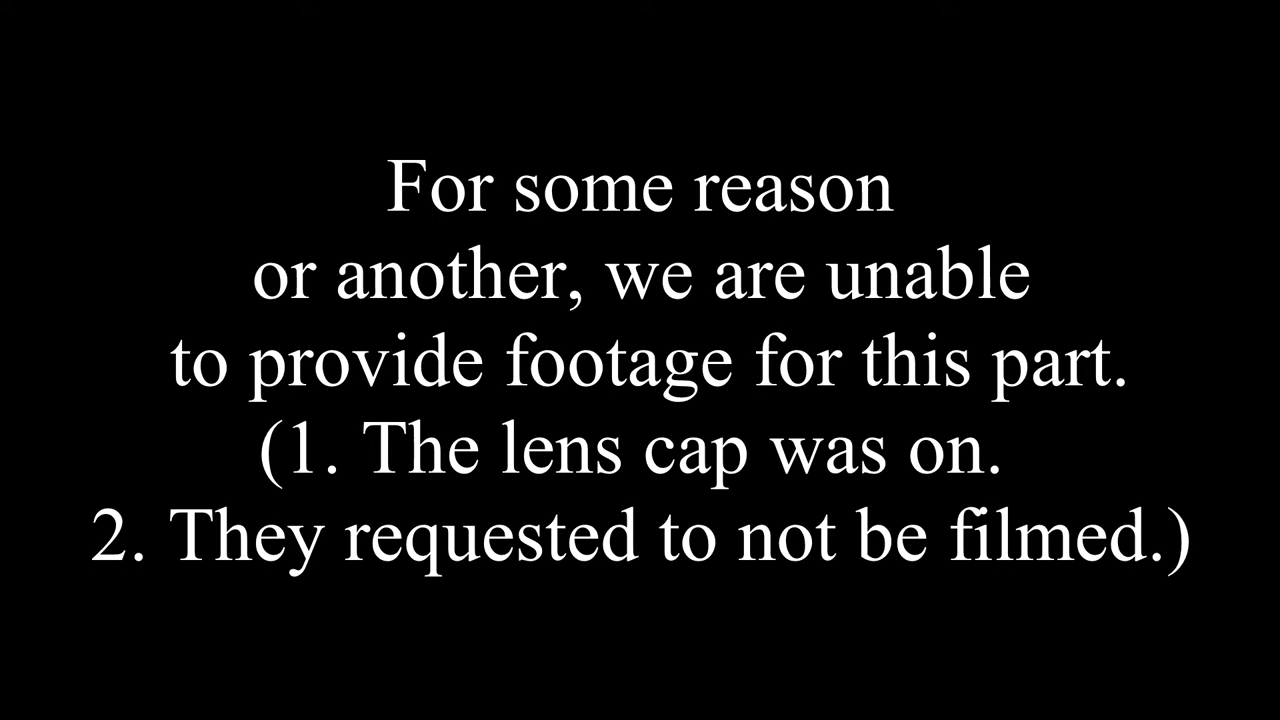 For some reason
or another, we are unable
to provide footage for this part.
(1. The lens cap was on.
2. They requested to not be filmed.)